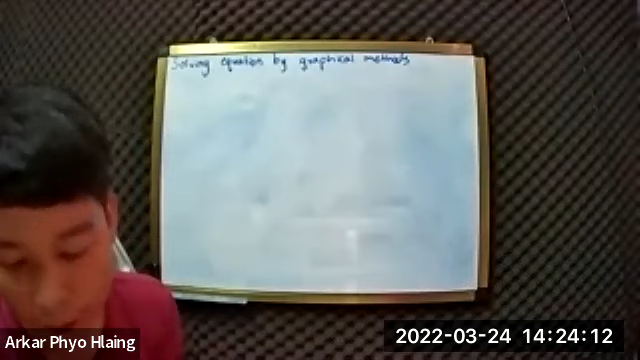 Solving equation by graphical methods
Arkar Phyo Hlaing
2022-03-24 14:24:12